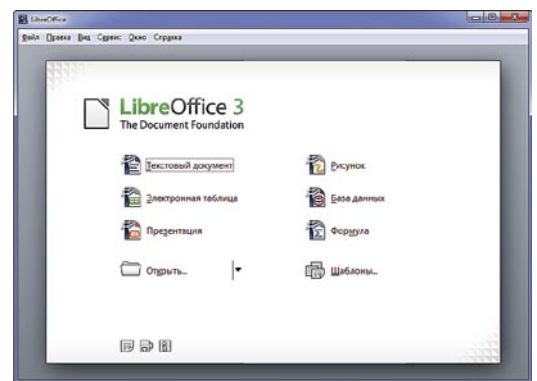 LibreOffice
Файл Правка Вид Сервис Окно Справка
LibreOffice 3
The Document Foundation
Текстовый документ
Рисунок
Электронная таблица
База данных
Презентация
Формула
Открыть...
Шаблоны...